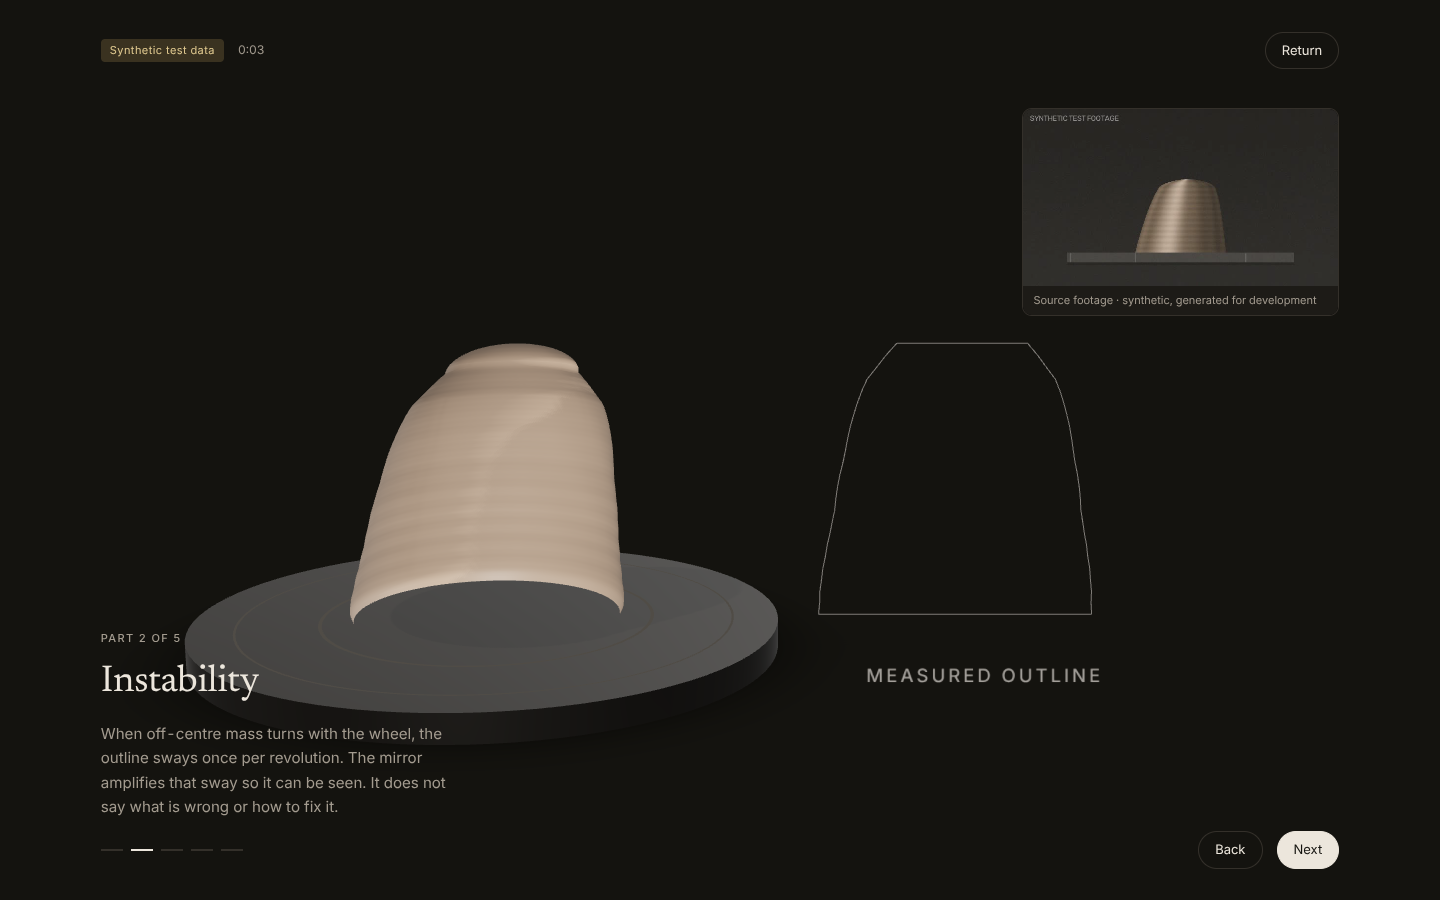 Synthetic test data
0:03
Return
SYNTHETIC TEST FOOTAGE
Source footage · synthetic, generated for development
MEASURED OUTLINE
PART 2 OF 5
Instability
When off-centre mass turns with the wheel, the
outline sways once per revolution. The mirror
amplifies that sway so it can be seen. It does not
say what is wrong or how to fix it.
Back
Next